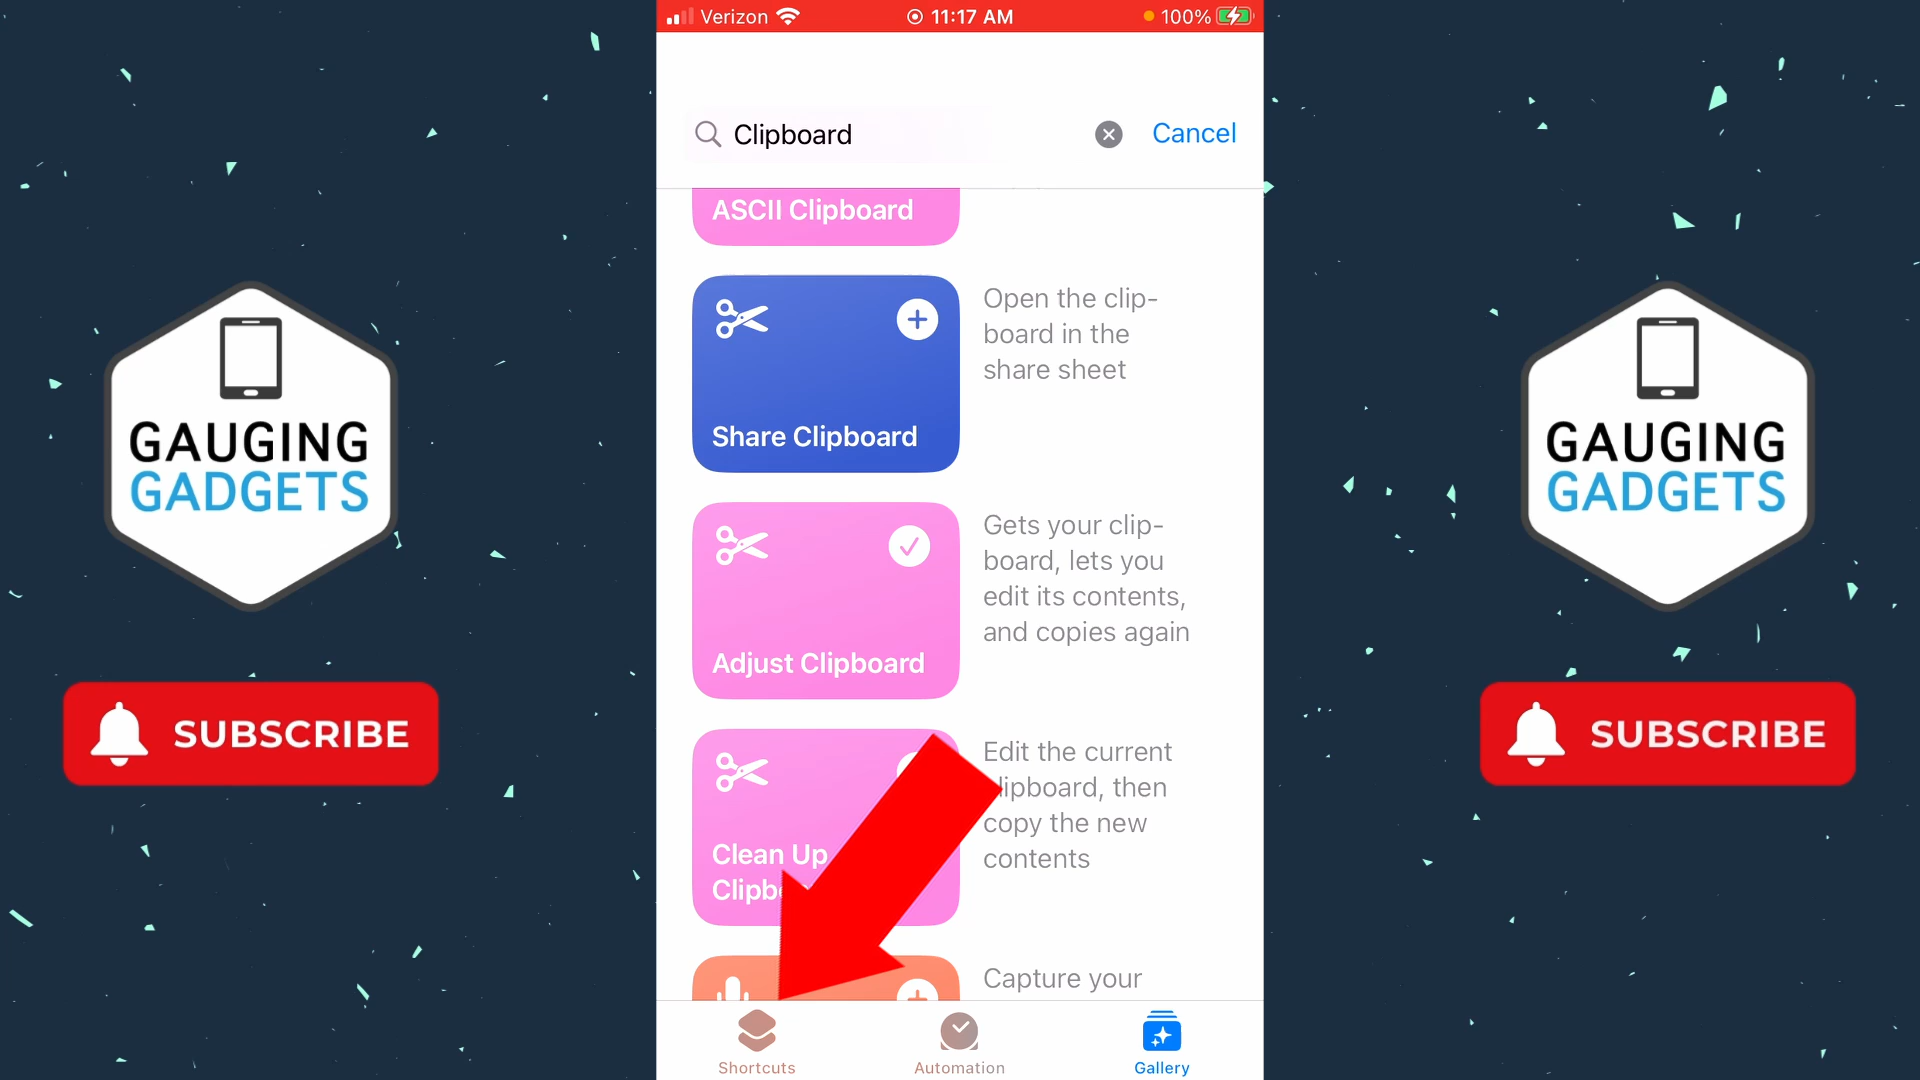 Verizon 11:17 AM 100%
Clipboard Cancel
ASCII Clipboard
Open the clip-
board in the
share sheet
Share Clipboard
Gets your clip-
board, lets you
edit its contents,
and copies again
Adjust Clipboard
Edit the current
clipboard, then
copy the new
contents
Clean Up
Capture your
Shortcuts Automation Gallery
GAUGING
GADGETS
SUBSCRIBE
GAUGING
GADGETS
SUBSCRIBE